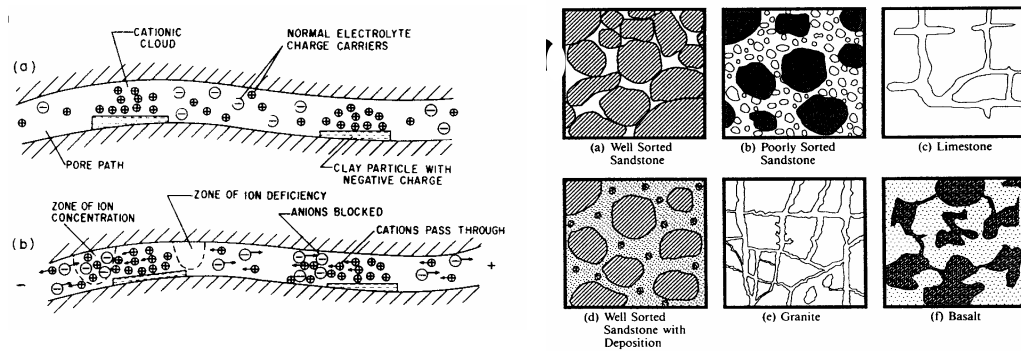 (a)
CATIONIC
CLOUD
NORMAL ELECTROLYTE
CHARGE CARRIERS
PORE PATH
CLAY PARTICLE WITH
NEGATIVE CHARGE
(b)
ZONE OF ION
CONCENTRATION
ZONE OF ION DEFICIENCY
ANIONS BLOCKED
CATIONS PASS THROUGH
−
+
(a) Well Sorted
Sandstone
(b) Poorly Sorted
Sandstone
(c) Limestone
(d) Well Sorted
Sandstone with
Deposition
(e) Granite
(f) Basalt